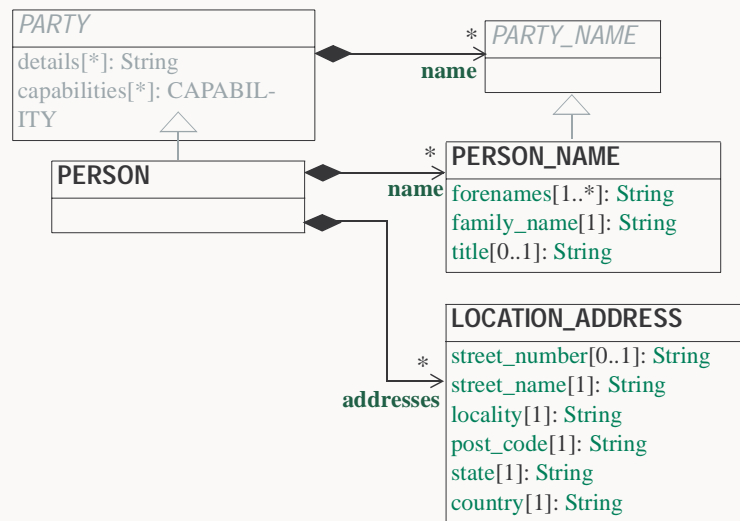 PARTY
details[*]: String
capabilities[*]: CAPABIL-
ITY
*
name
PARTY_NAME
PERSON
*
name
PERSON_NAME
forenames[1..*]: String
family_name[1]: String
title[0..1]: String
*
addresses
LOCATION_ADDRESS
street_number[0..1]: String
street_name[1]: String
locality[1]: String
post_code[1]: String
state[1]: String
country[1]: String